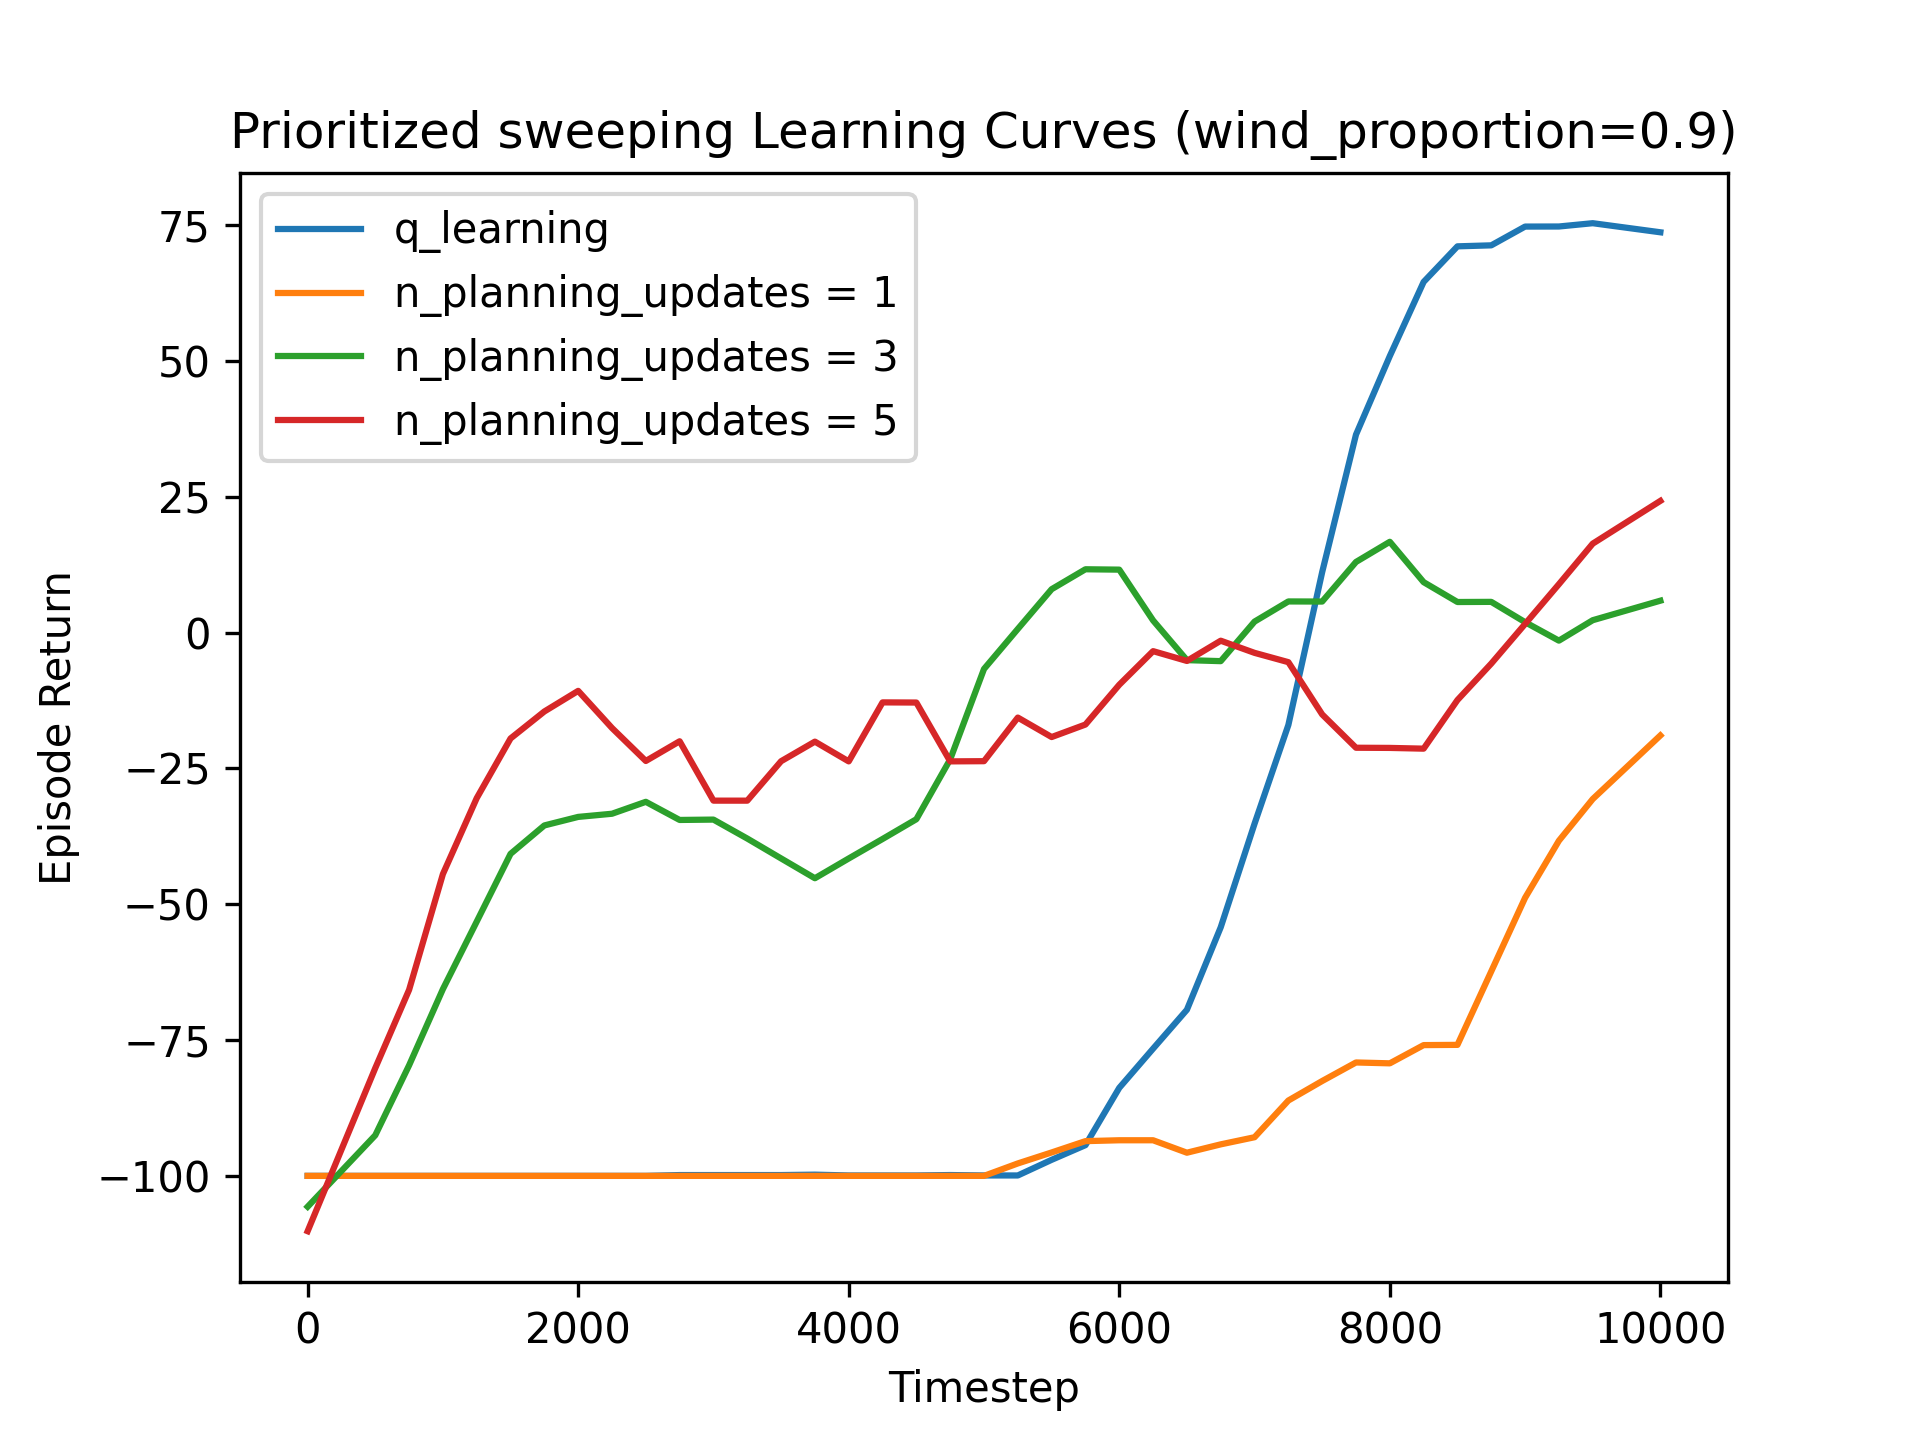 Prioritized sweeping Learning Curves (wind_proportion=0.9)
q_learning
n_planning_updates = 1
n_planning_updates = 3
n_planning_updates = 5
75
50
25
0
−25
−50
−75
−100
Episode Return
0 2000 4000 6000 8000 10000
Timestep